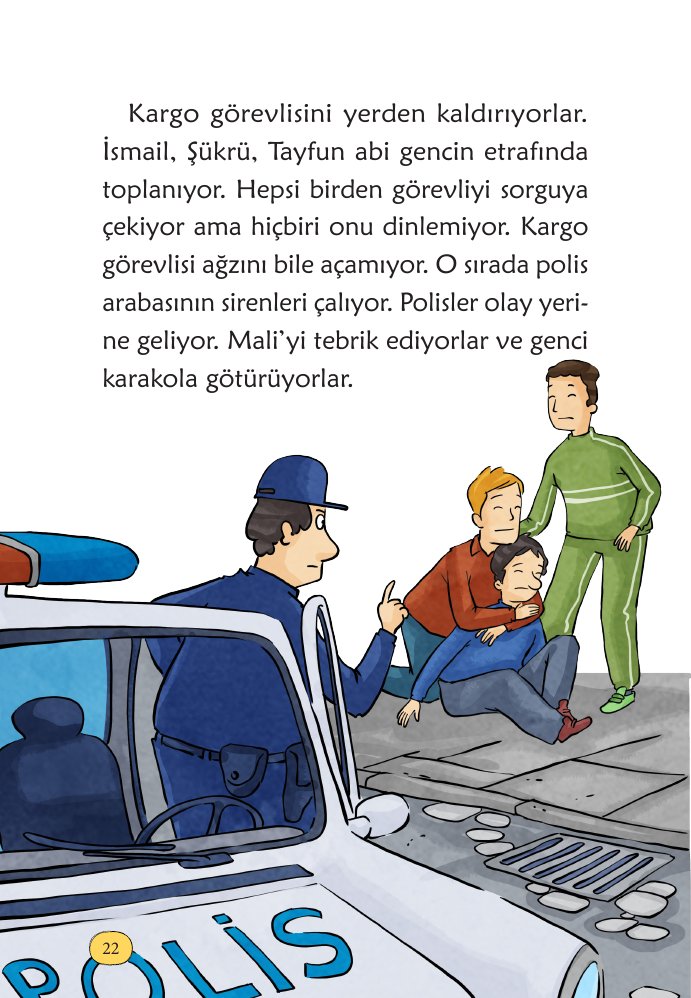 Kargo görevlisini yerden kaldırıyorlar.
İsmail, Şükrü, Tayfun abi gencin etrafında
toplanıyor. Hepsi birden görevliyi sorguya
çekiyor ama hiçbiri onu dinlemiyor. Kargo
görevlisi ağzını bile açamıyor. O sırada polis
arabasının sirenleri çalıyor. Polisler olay yeri-
ne geliyor. Mali’yi tebrik ediyorlar ve genci
karakola götürüyorlar.
POLİS
22